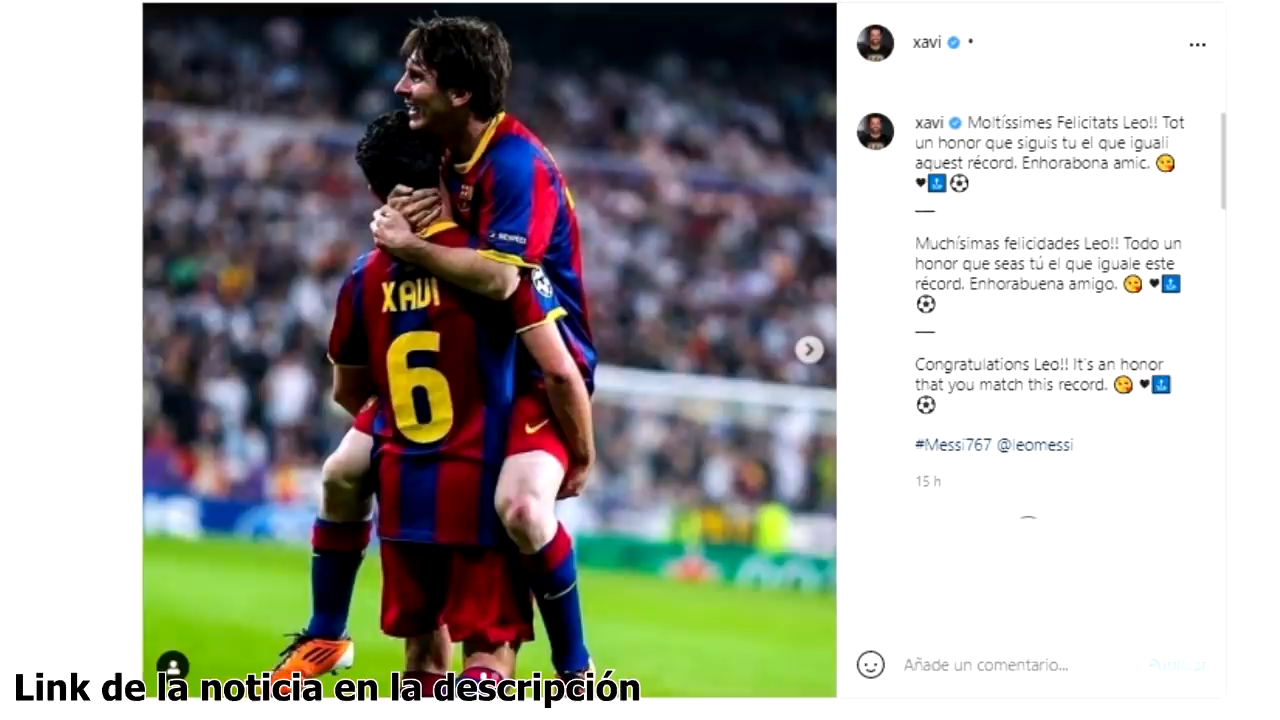 xavi •
xavi Moltíssimes Felicitats Leo!! Tot
un honor que siguis tu el que iguali
aquest récord. Enhorabona amic. 😘
♥️🔝⚽
—
Muchísimas felicidades Leo!! Todo un
honor que seas tú el que iguale este
récord. Enhorabuena amigo. 😘 ♥️🔝
⚽
—
Congratulations Leo!! It's an honor
that you match this record. 😘 ♥️🔝
⚽
#Messi767 @leomessi
15 h
RESPECT
XAVI
6
Añade un comentario...
Publicar
Link de la noticia en la descripción